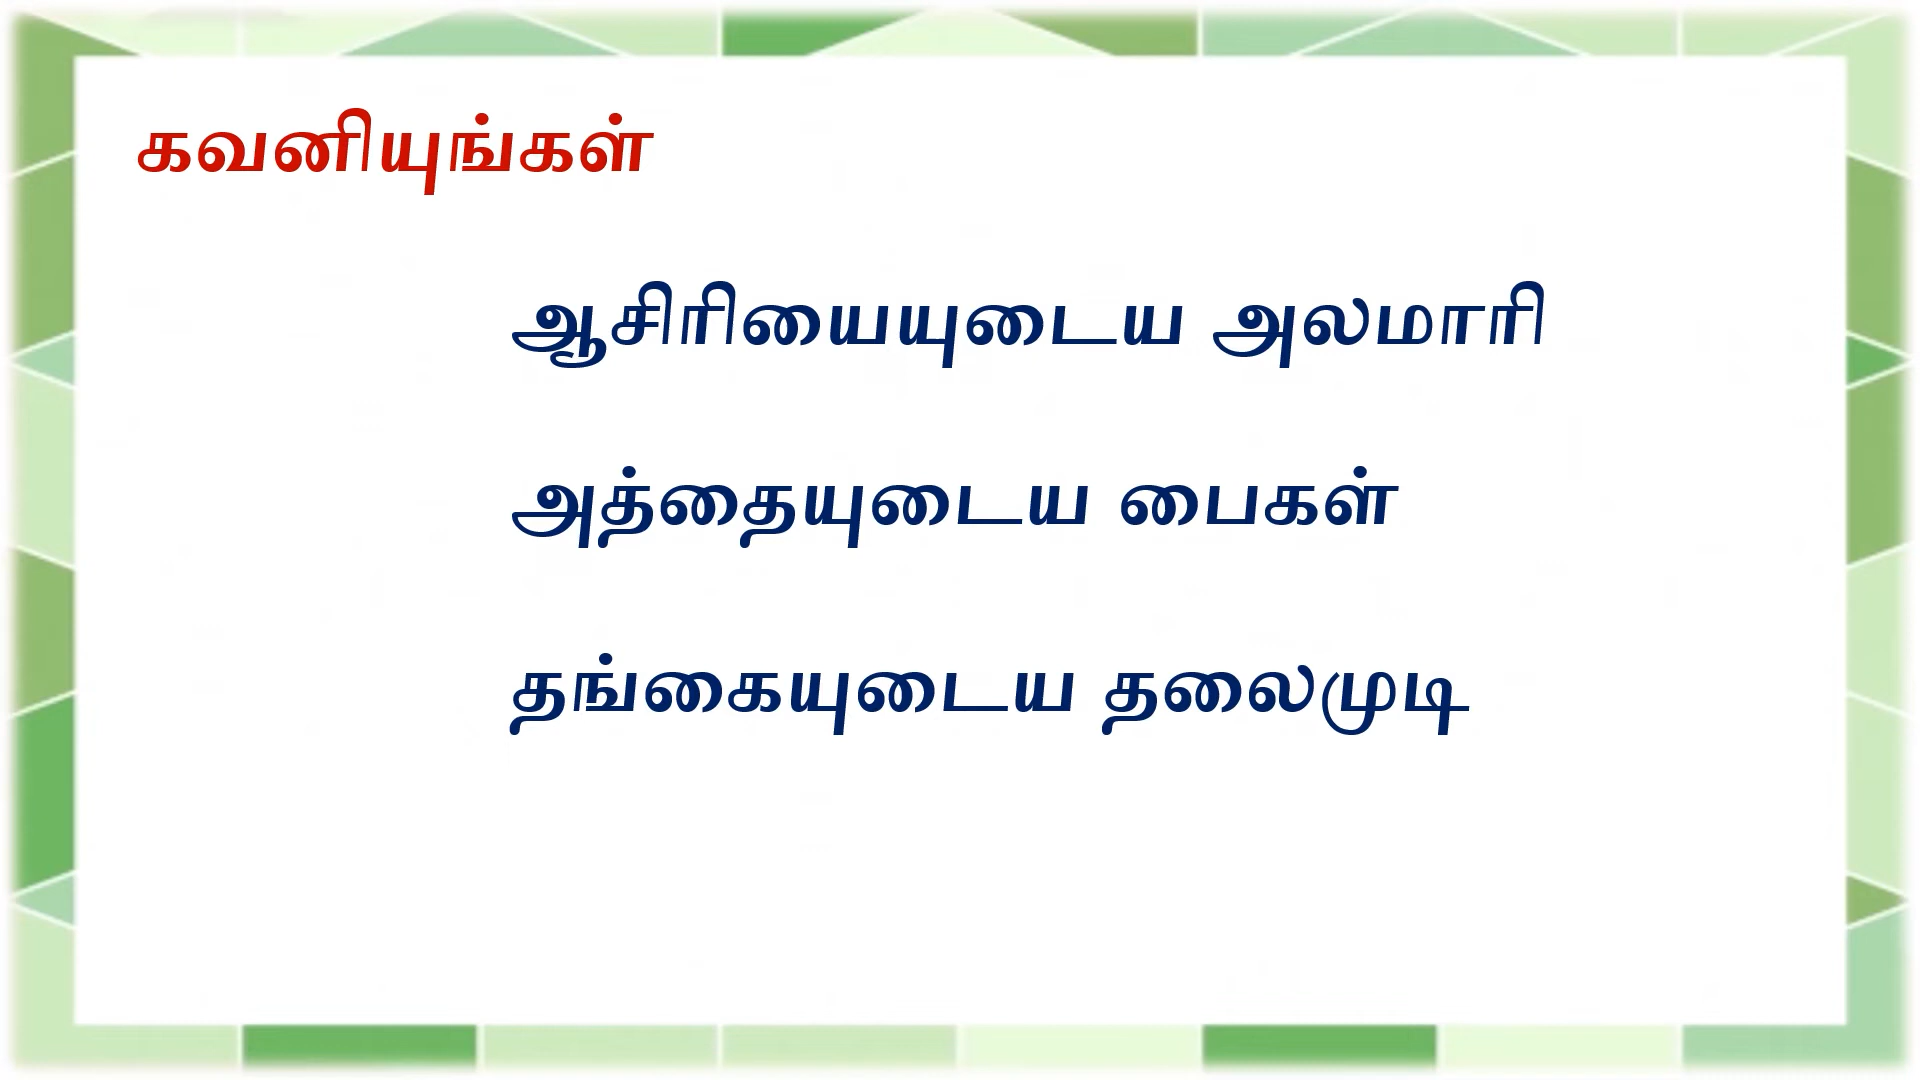 கவனியுங்கள்
ஆசிரியையுடைய அலமாரி
அத்தையுடைய பைகள்
தங்கையுடைய தலைமுடி